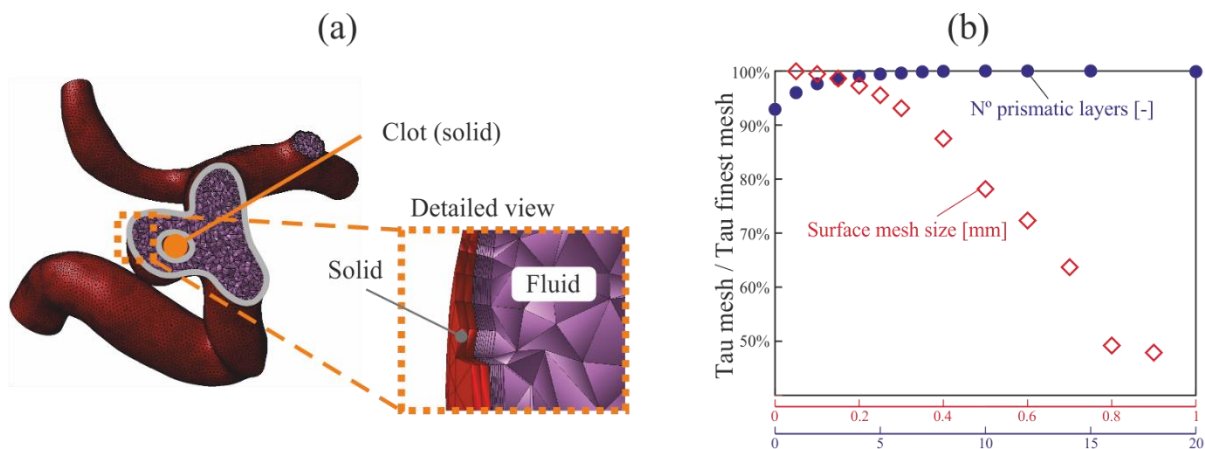 (a)
Clot (solid)
Detailed view
Solid
Fluid
(b)
Tau mesh / Tau finest mesh
100%
90%
80%
70%
60%
50%
Nº prismatic layers [-]
Surface mesh size [mm]
0 0.2 0.4 0.6 0.8 1
0 5 10 15 20